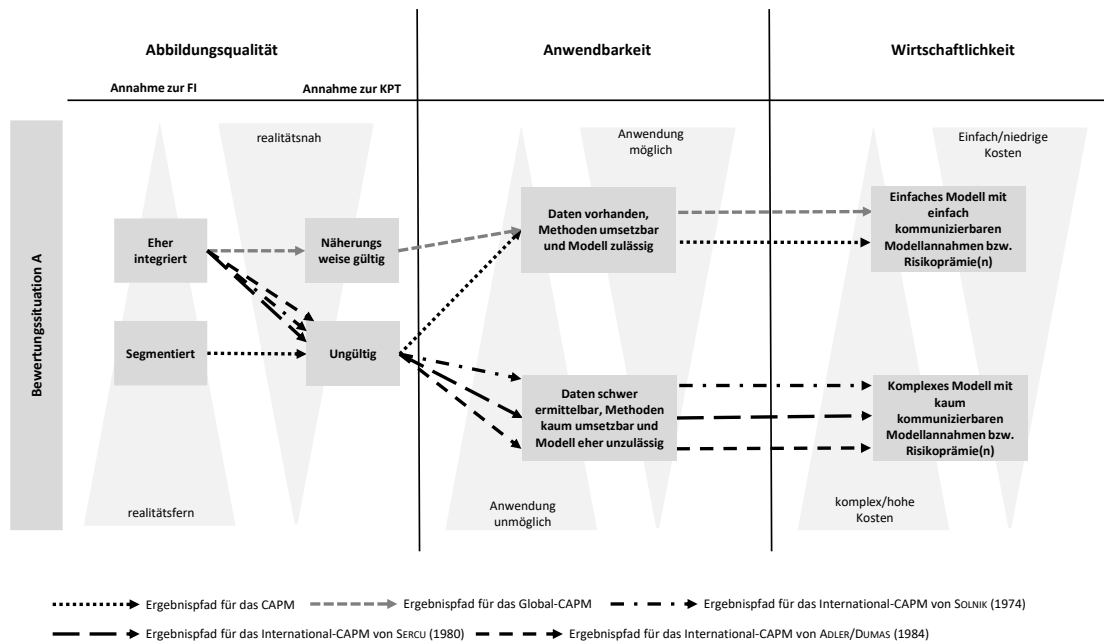 Abbildungsqualität
Anwendbarkeit
Wirtschaftlichkeit
Annahme zur FI
Annahme zur KPT
Bewertungssituation A
realitätsnah
Anwendung
möglich
Einfach/niedrige
Kosten
Eher
integriert
Näherungs
weise gültig
Daten vorhanden,
Methoden umsetzbar
und Modell zulässig
Einfaches Modell mit
einfach
kommunizierbaren
Modellannahmen bzw.
Risikoprämie(n)
Segmentiert
Ungültig
Daten schwer
ermittelbar, Methoden
kaum umsetzbar und
Modell eher unzulässig
Komplexes Modell mit
kaum
kommunizierbaren
Modellannahmen bzw.
Risikoprämie(n)
realitätsfern
Anwendung
unmöglich
komplex/hohe
Kosten
Ergebnispfad für das CAPM
Ergebnispfad für das Global-CAPM
Ergebnispfad für das International-CAPM von SOLNIK (1974)
Ergebnispfad für das International-CAPM von SERCU (1980)
Ergebnispfad für das International-CAPM von ADLER/DUMAS (1984)